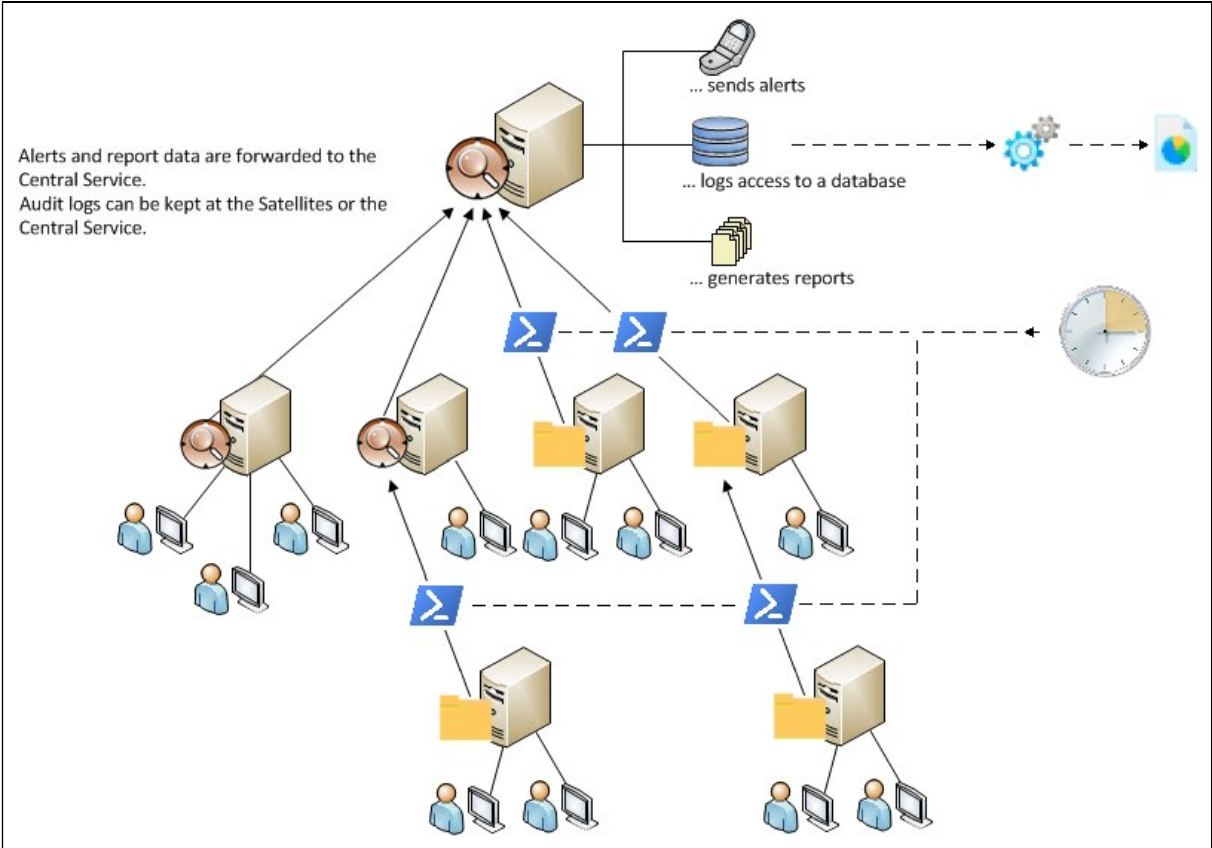 ... sends alerts
Alerts and report data are forwarded to the
Central Service.
Audit logs can be kept at the Satellites or the
Central Service.
... logs access to a database
... generates reports